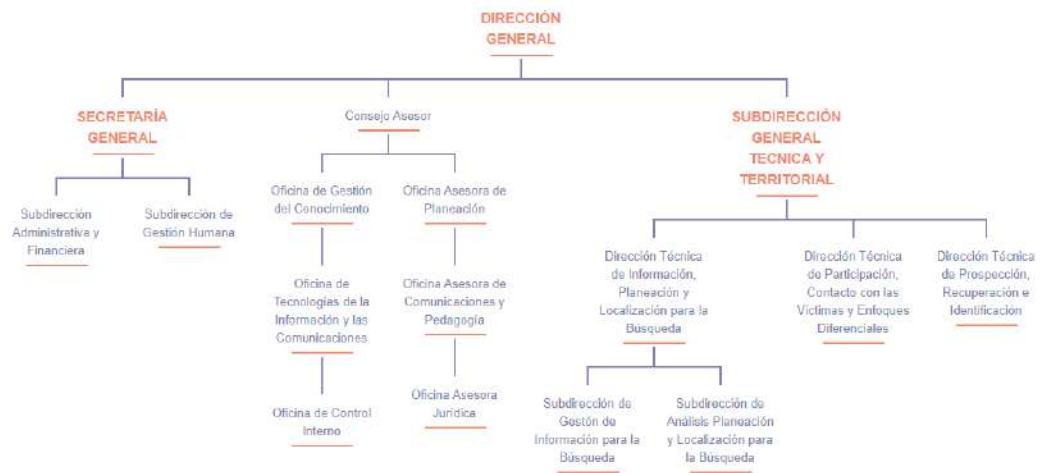 DIRECCIÓN
GENERAL
SECRETARÍA
GENERAL
Consejo Asesor
SUBDIRECCIÓN
GENERAL
TECNICA Y
TERRITORIAL
Subdirección
Administrativa y
Financiera
Subdirección de
Gestión Humana
Oficina de Gestión
del Conocimiento
Oficina Asesora de
Planeación
Oficina de
Tecnologías de la
Información y las
Comunicaciones
Oficina Asesora de
Comunicaciones y
Pedagogía
Oficina de Control
Interno
Oficina Asesora
Jurídica
Dirección Técnica
de Información,
Planeación y
Localización para la
Búsqueda
Dirección Técnica
de Participación,
Contacto con las
Víctimas y Enfoques
Diferenciales
Dirección Técnica
de Prospección,
Recuperación e
Identificación
Subdirección de
Gestón de
Información para la
Búsqueda
Subdirección de
Análisis Planeación
y Localización para
la Búsqueda